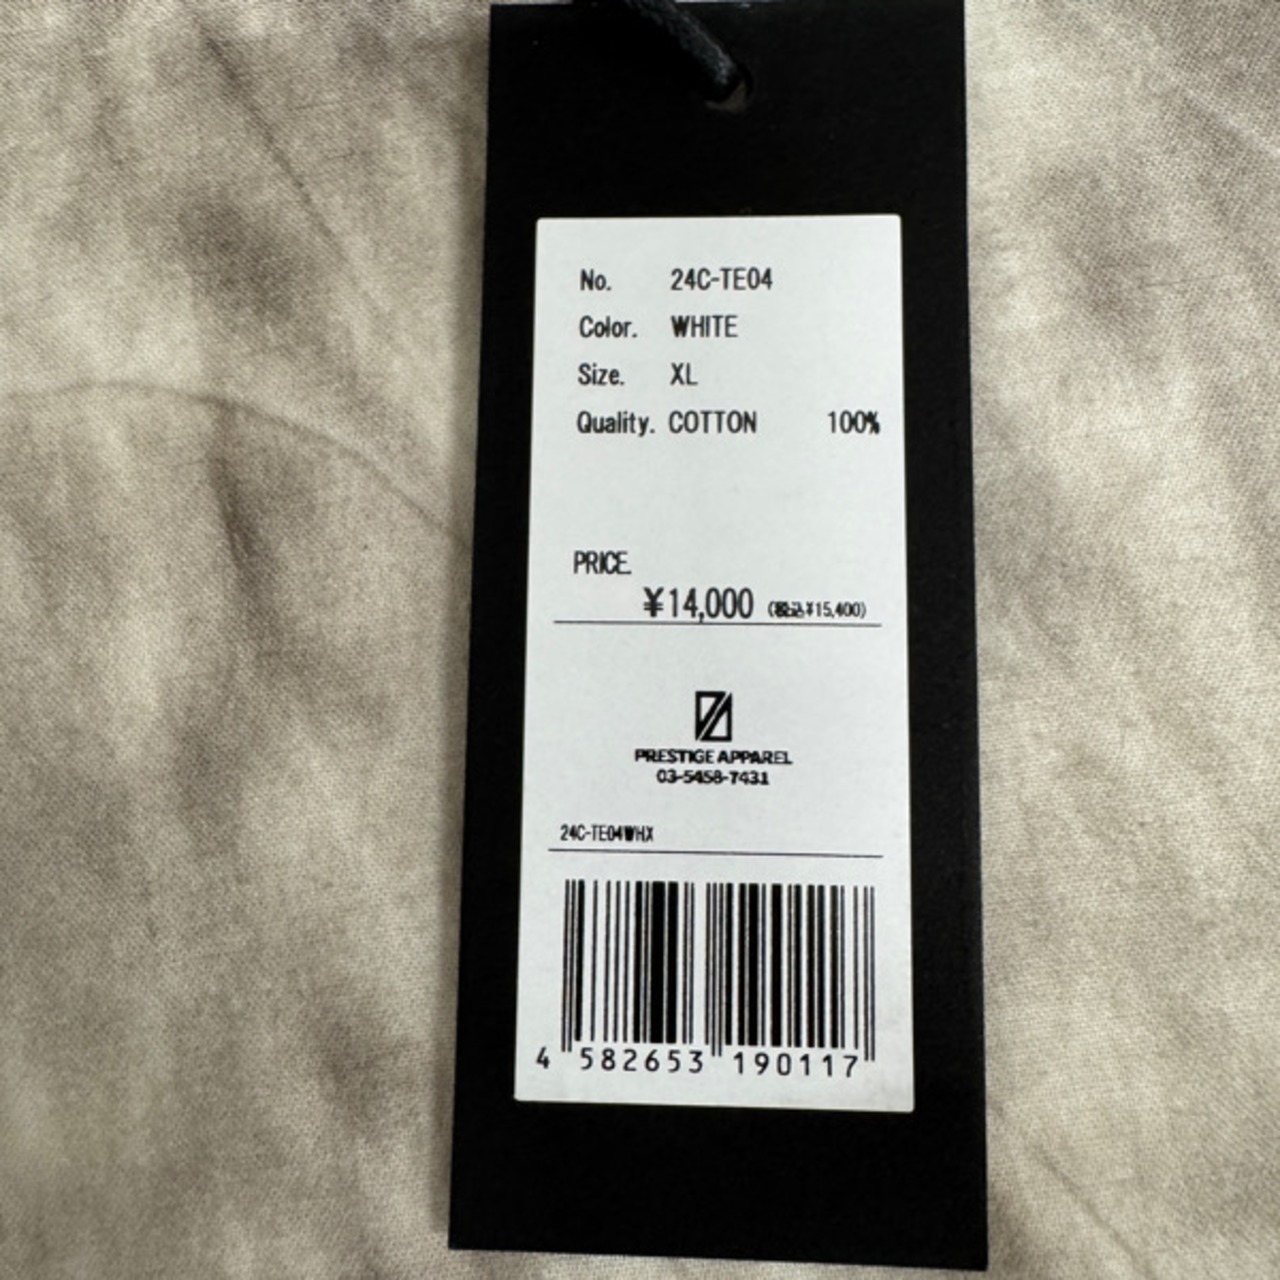 No. 24C-TE04
Color. WHITE
Size. XL
Quality. COTTON 100%
PRICE.
¥14,000 (税込¥15,400)
PRESTIGE APPAREL
03-5458-7431
24C-TE04WHX
4 582653 190117